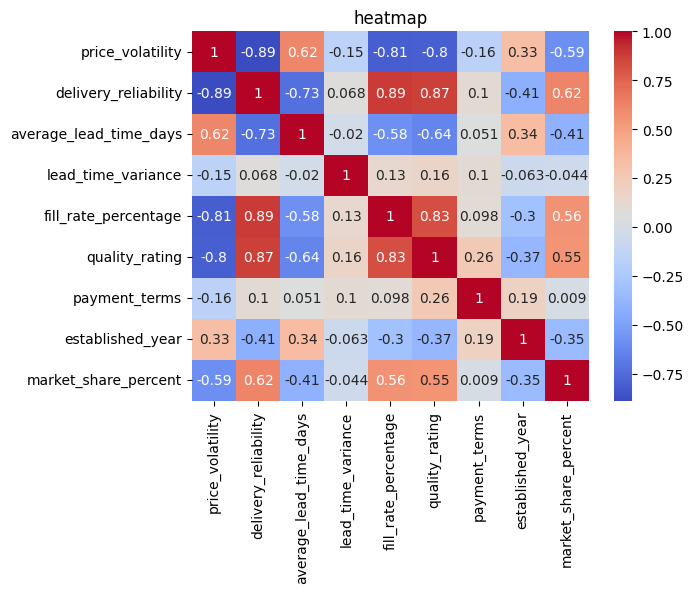 heatmap
price_volatility 1 -0.89 0.62 -0.15 -0.81 -0.8 -0.16 0.33 -0.59
delivery_reliability -0.89 1 -0.73 0.068 0.89 0.87 0.1 -0.41 0.62
average_lead_time_days 0.62 -0.73 1 -0.02 -0.58 -0.64 0.051 0.34 -0.41
lead_time_variance -0.15 0.068 -0.02 1 0.13 0.16 0.1 -0.063 -0.044
fill_rate_percentage -0.81 0.89 -0.58 0.13 1 0.83 0.098 -0.3 0.56
quality_rating -0.8 0.87 -0.64 0.16 0.83 1 0.26 -0.37 0.55
payment_terms -0.16 0.1 0.051 0.1 0.098 0.26 1 0.19 0.009
established_year 0.33 -0.41 0.34 -0.063 -0.3 -0.37 0.19 1 -0.35
market_share_percent -0.59 0.62 -0.41 -0.044 0.56 0.55 0.009 -0.35 1
price_volatility
delivery_reliability
average_lead_time_days
lead_time_variance
fill_rate_percentage
quality_rating
payment_terms
established_year
market_share_percent
1.00
0.75
0.50
0.25
0.00
−0.25
−0.50
−0.75